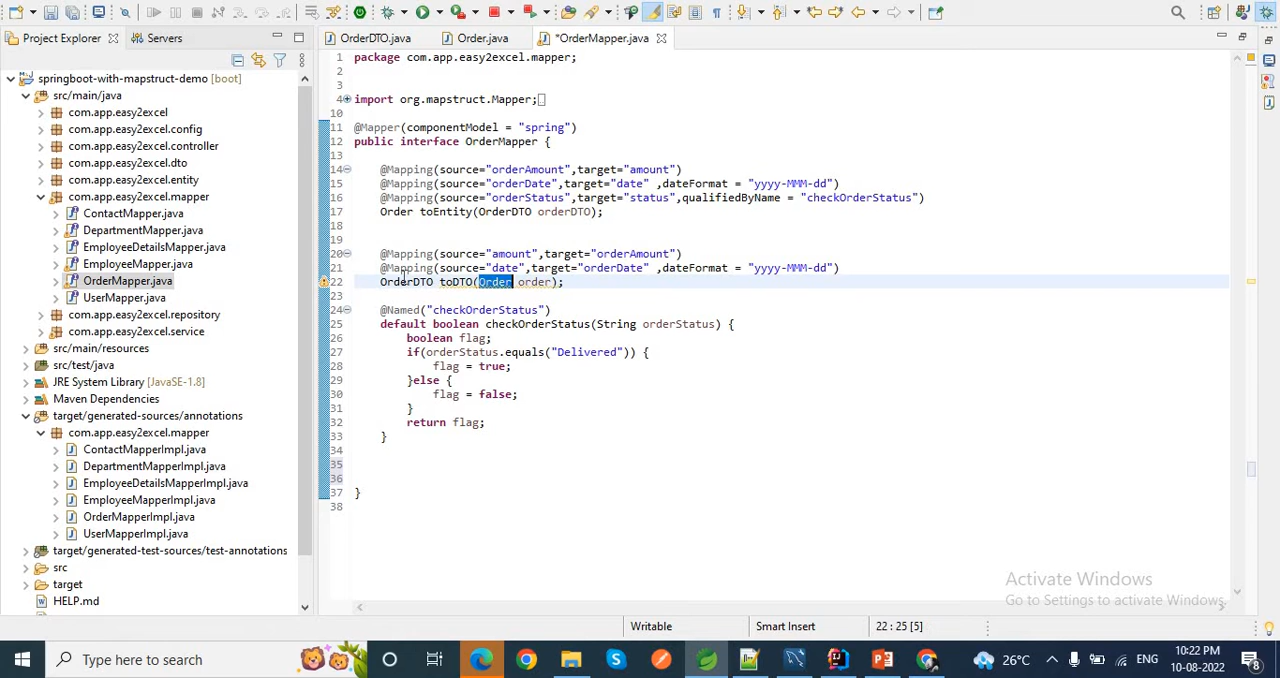 Project Explorer
Servers
OrderDTO.java
Order.java
*OrderMapper.java
springboot-with-mapstruct-demo [boot]
src/main/java
com.app.easy2excel
com.app.easy2excel.config
com.app.easy2excel.controller
com.app.easy2excel.dto
com.app.easy2excel.entity
com.app.easy2excel.mapper
ContactMapper.java
DepartmentMapper.java
EmployeeDetailsMapper.java
EmployeeMapper.java
OrderMapper.java
UserMapper.java
com.app.easy2excel.repository
com.app.easy2excel.service
src/main/resources
src/test/java
JRE System Library [JavaSE-1.8]
Maven Dependencies
target/generated-sources/annotations
com.app.easy2excel.mapper
ContactMapperImpl.java
DepartmentMapperImpl.java
EmployeeDetailsMapperImpl.java
EmployeeMapperImpl.java
OrderMapperImpl.java
UserMapperImpl.java
target/generated-test-sources/test-annotations
src
target
HELP.md
1 package com.app.easy2excel.mapper;
2
3
4 import org.mapstruct.Mapper;
10
11 @Mapper(componentModel = "spring")
12 public interface OrderMapper {
13
14 @Mapping(source="orderAmount",target="amount")
15 @Mapping(source="orderDate",target="date" ,dateFormat = "yyyy-MMM-dd")
16 @Mapping(source="orderStatus",target="status",qualifiedByName = "checkOrderStatus")
17 Order toEntity(OrderDTO orderDTO);
18
19
20 @Mapping(source="amount",target="orderAmount")
21 @Mapping(source="date",target="orderDate" ,dateFormat = "yyyy-MMM-dd")
22 OrderDTO toDTO(Order order);
23
24 @Named("checkOrderStatus")
25 default boolean checkOrderStatus(String orderStatus) {
26 boolean flag;
27 if(orderStatus.equals("Delivered")) {
28 flag = true;
29 }else {
30 flag = false;
31 }
32 return flag;
33 }
34
35
36
37 }
38
Activate Windows
Go to Settings to activate Windows.
Writable
Smart Insert
22 : 25 [5]
Type here to search
26°C
ENG
10:22 PM
10-08-2022
8